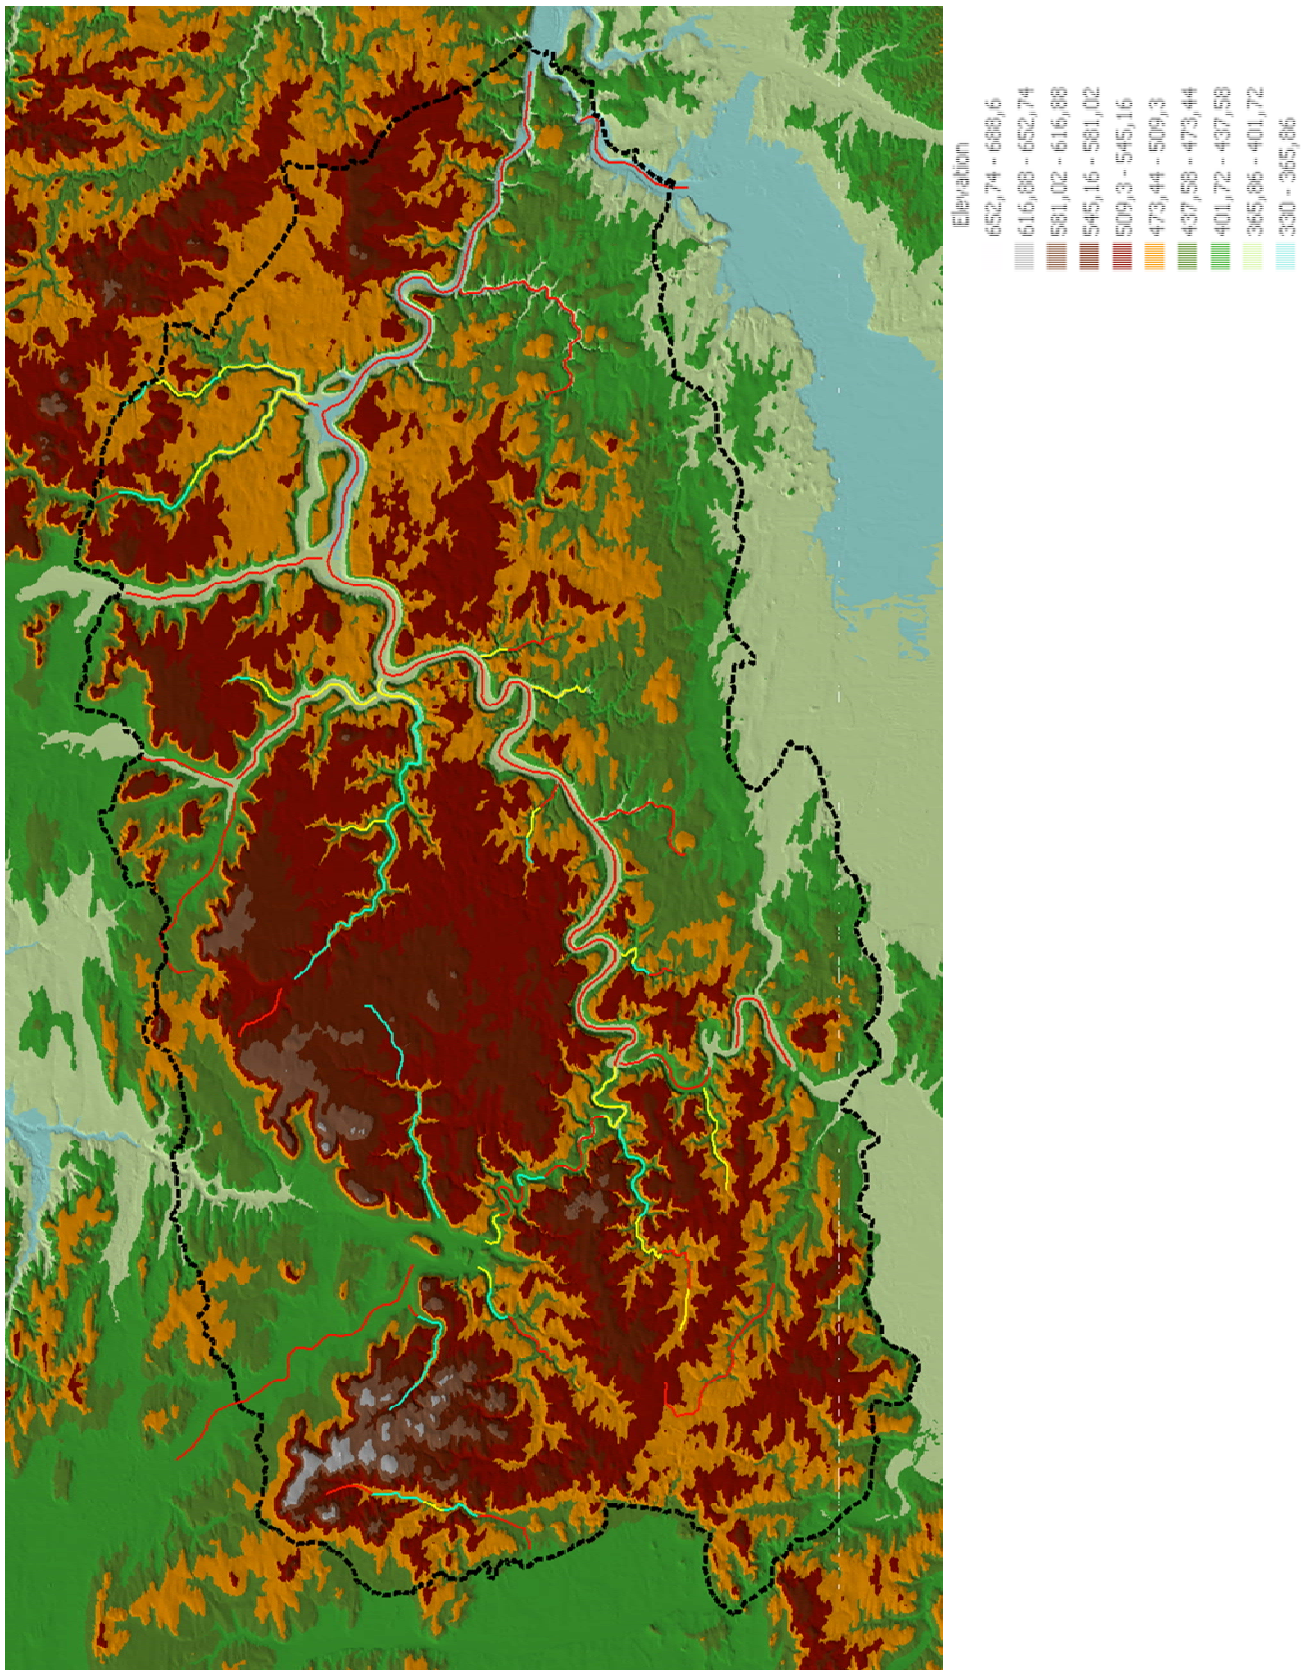 Elevation
652,74 - 688,6
616,88 - 652,74
581,02 - 616,88
545,16 - 581,02
509,3 - 545,16
473,44 - 509,3
437,58 - 473,44
401,72 - 437,58
365,86 - 401,72
330 - 365,86